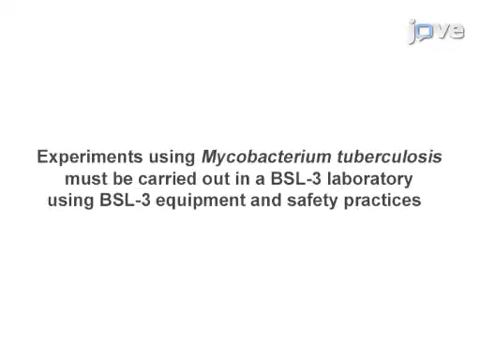 jove
Experiments using Mycobacterium tuberculosis
must be carried out in a BSL-3 laboratory
using BSL-3 equipment and safety practices